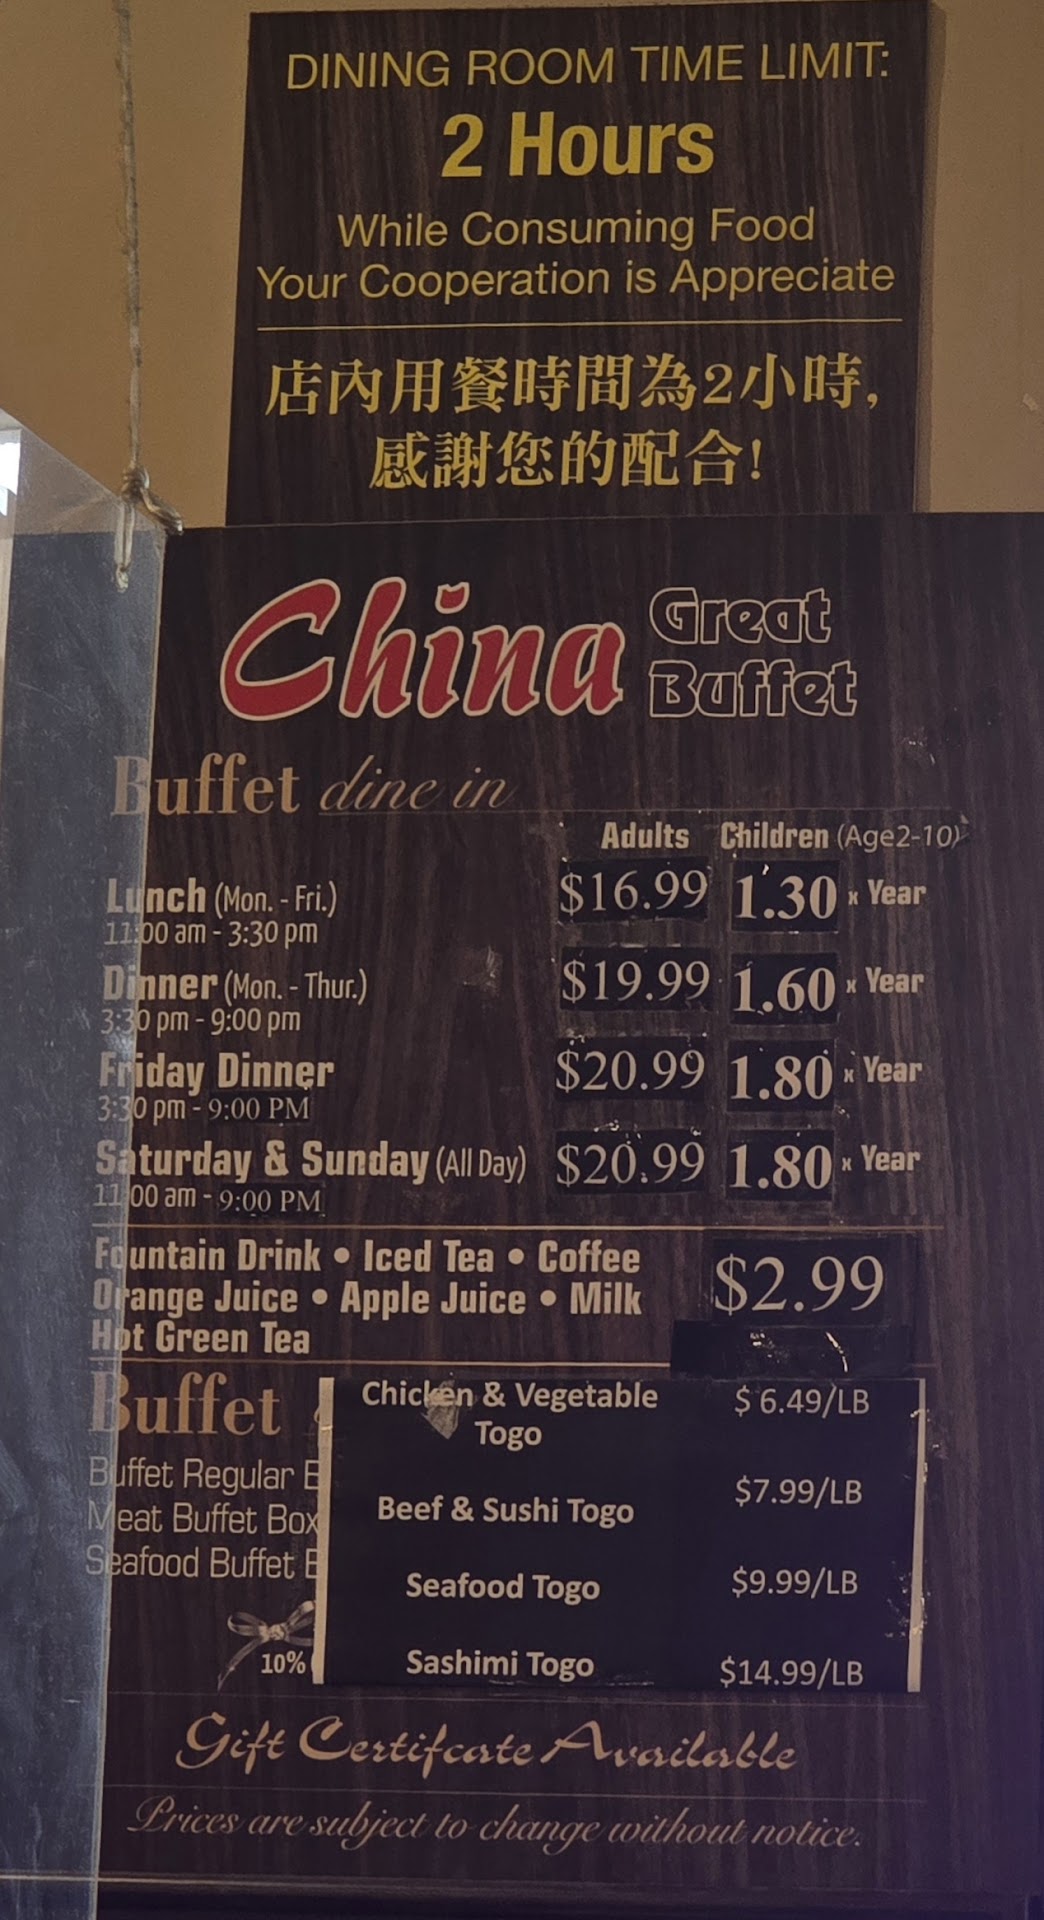 DINING ROOM TIME LIMIT:
2 Hours
While Consuming Food
Your Cooperation is Appreciate
店內用餐時間為2小時,
感謝您的配合!
China Great Buffet
Buffet dine in
Adults Children (Age2-10)
Lunch (Mon. - Fri.) $16.99 1.30 x Year
11:00 am - 3:30 pm
Dinner (Mon. - Thur.) $19.99 1.60 x Year
3:30 pm - 9:00 pm
Friday Dinner $20.99 1.80 x Year
3:30 pm - 9:00 PM
Saturday & Sunday (All Day) $20.99 1.80 x Year
11:00 am - 9:00 PM
Fountain Drink • Iced Tea • Coffee $2.99
Orange Juice • Apple Juice • Milk
Hot Green Tea
Buffet
Chicken & Vegetable Togo $ 6.49/LB
Buffet Regular
Beef & Sushi Togo $7.99/LB
Meat Buffet Box
Seafood Buffet
Seafood Togo $9.99/LB
10%
Sashimi Togo $14.99/LB
Gift Certifcate Available
Prices are subject to change without notice.